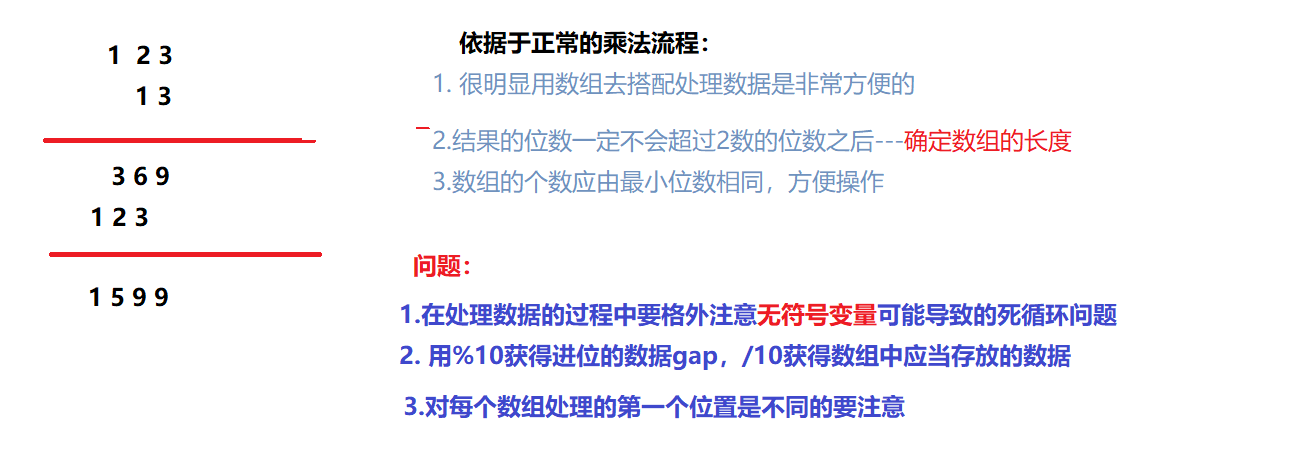 1 2 3
1 3
3 6 9
1 2 3
1 5 9 9
依据于正常的乘法流程：
1. 很明显用数组去搭配处理数据是非常方便的
2.结果的位数一定不会超过2数的位数之后---确定数组的长度
3.数组的个数应由最小位数相同，方便操作
问题：
1.在处理数据的过程中要格外注意无符号变量可能导致的死循环问题
2. 用%10获得进位的数据gap，/10获得数组中应当存放的数据
3.对每个数组处理的第一个位置是不同的要注意